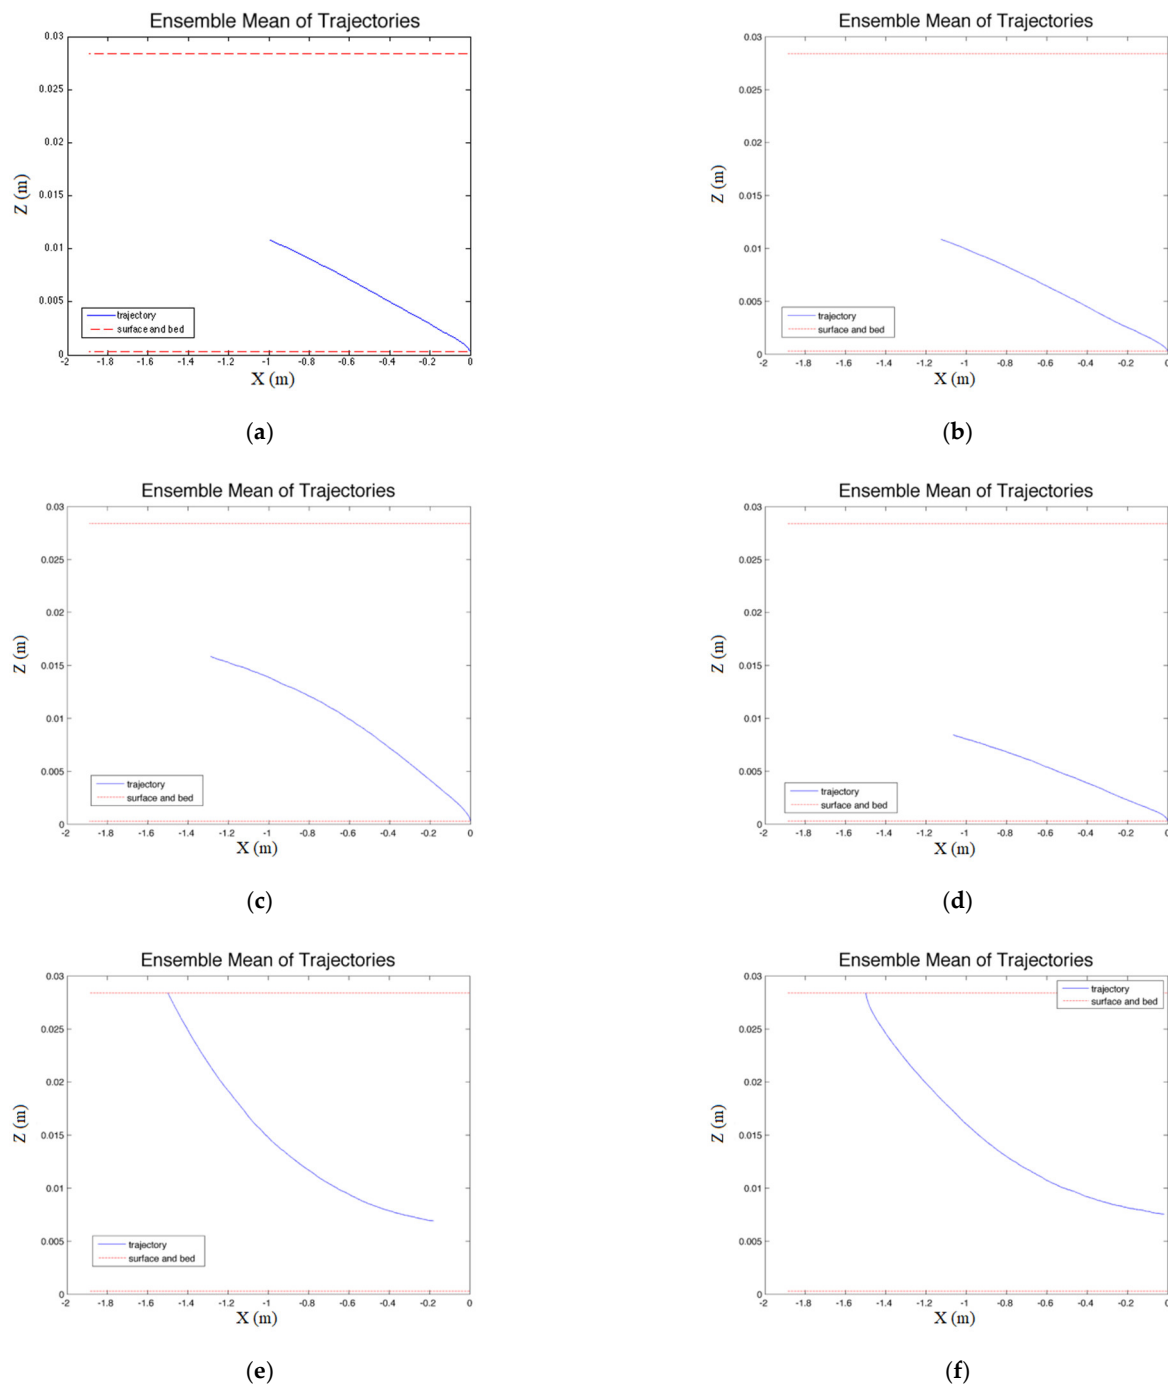 Ensemble Mean of Trajectories
0.03
0.025
0.02
0.015
0.01
0.005
0
Z (m)
trajectory
surface and bed
-2 -1.8 -1.6 -1.4 -1.2 -1 -0.8 -0.6 -0.4 -0.2 0
X (m)
(a)
Ensemble Mean of Trajectories
0.03
0.025
0.02
0.015
0.01
0.005
0
Z (m)
trajectory
surface and bed
-2 -1.8 -1.6 -1.4 -1.2 -1 -0.8 -0.6 -0.4 -0.2 0
X (m)
(b)
Ensemble Mean of Trajectories
0.03
0.025
0.02
0.015
0.01
0.005
0
Z (m)
trajectory
surface and bed
-2 -1.8 -1.6 -1.4 -1.2 -1 -0.8 -0.6 -0.4 -0.2 0
X (m)
(c)
Ensemble Mean of Trajectories
0.03
0.025
0.02
0.015
0.01
0.005
0
Z (m)
trajectory
surface and bed
-2 -1.8 -1.6 -1.4 -1.2 -1 -0.8 -0.6 -0.4 -0.2 0
X (m)
(d)
Ensemble Mean of Trajectories
0.03
0.025
0.02
0.015
0.01
0.005
0
Z (m)
trajectory
surface and bed
-2 -1.8 -1.6 -1.4 -1.2 -1 -0.8 -0.6 -0.4 -0.2 0
X (m)
(e)
Ensemble Mean of Trajectories
0.03
trajectory
surface and bed
0.025
0.02
0.015
0.01
0.005
0
Z (m)
-2 -1.8 -1.6 -1.4 -1.2 -1 -0.8 -0.6 -0.4 -0.2 0
X (m)
(f)